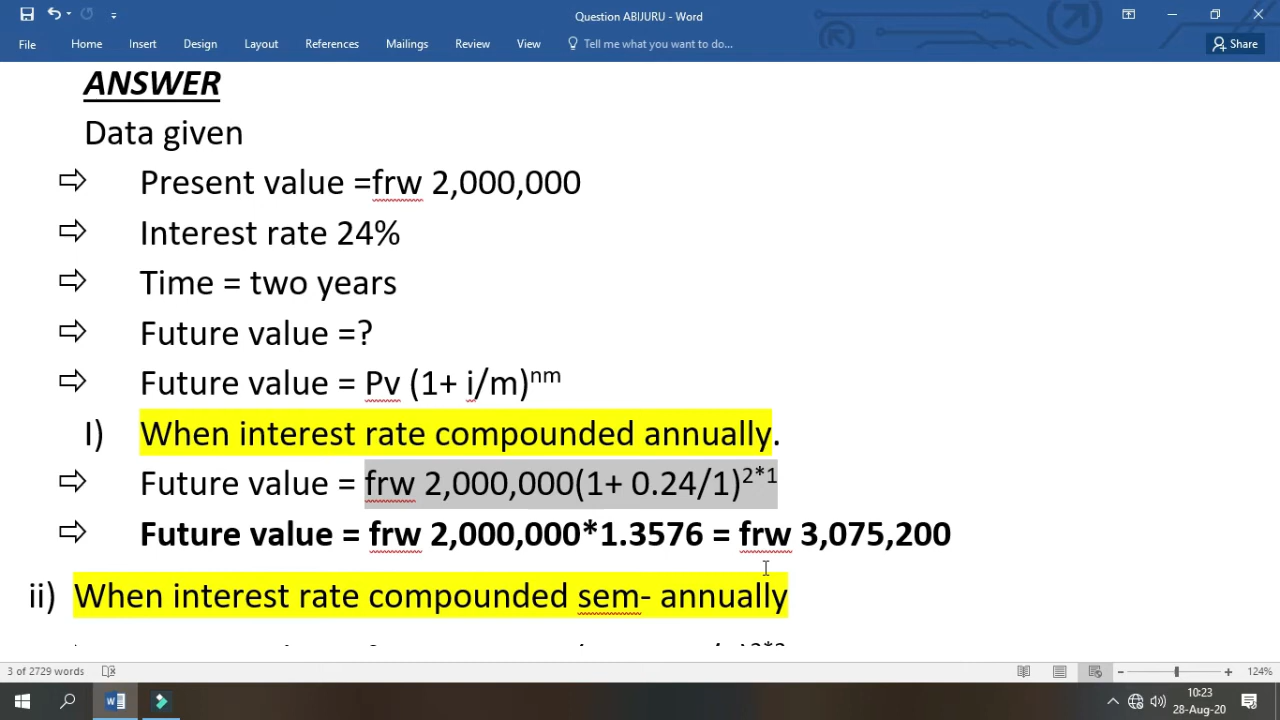 Question ABIJURU - Word
File Home Insert Design Layout References Mailings Review View Tell me what you want to do... Share
ANSWER
Data given
⇨ Present value =frw 2,000,000
⇨ Interest rate 24%
⇨ Time = two years
⇨ Future value =?
⇨ Future value = Pv (1+ i/m)ⁿᵐ
I) When interest rate compounded annually.
⇨ Future value = frw 2,000,000(1+ 0.24/1)²*¹
⇨ Future value = frw 2,000,000*1.3576 = frw 3,075,200
ii) When interest rate compounded sem- annually
3 of 2729 words 124%
10:23
28-Aug-20